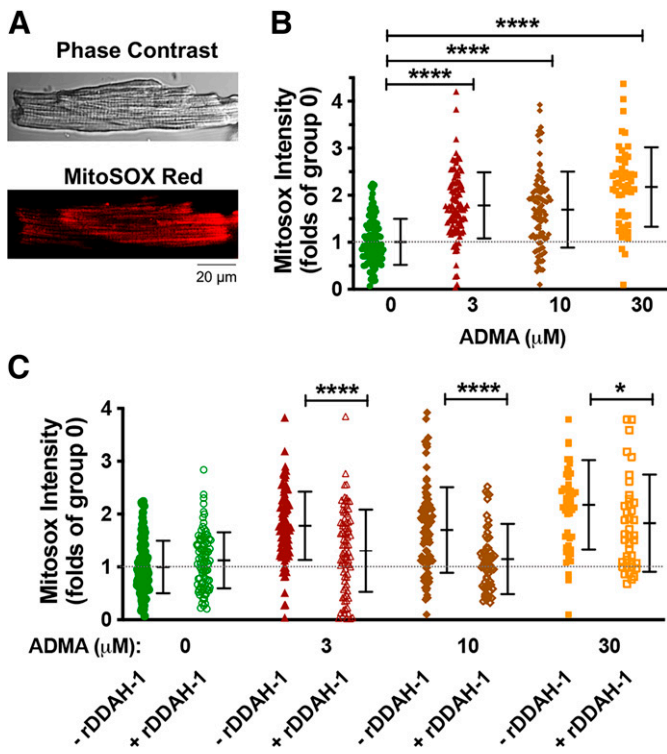 A
Phase Contrast
MitoSOX Red
20 μm
B
****
****
****
Mitosox Intensity
(folds of group 0)
4
3
2
1
0
0 3 10 30
ADMA (μM)
C
**** **** *
Mitosox Intensity
(folds of group 0)
4
3
2
1
0
ADMA (μM): 0 3 10 30
- rDDAH-1 + rDDAH-1 - rDDAH-1 + rDDAH-1 - rDDAH-1 + rDDAH-1 - rDDAH-1 + rDDAH-1